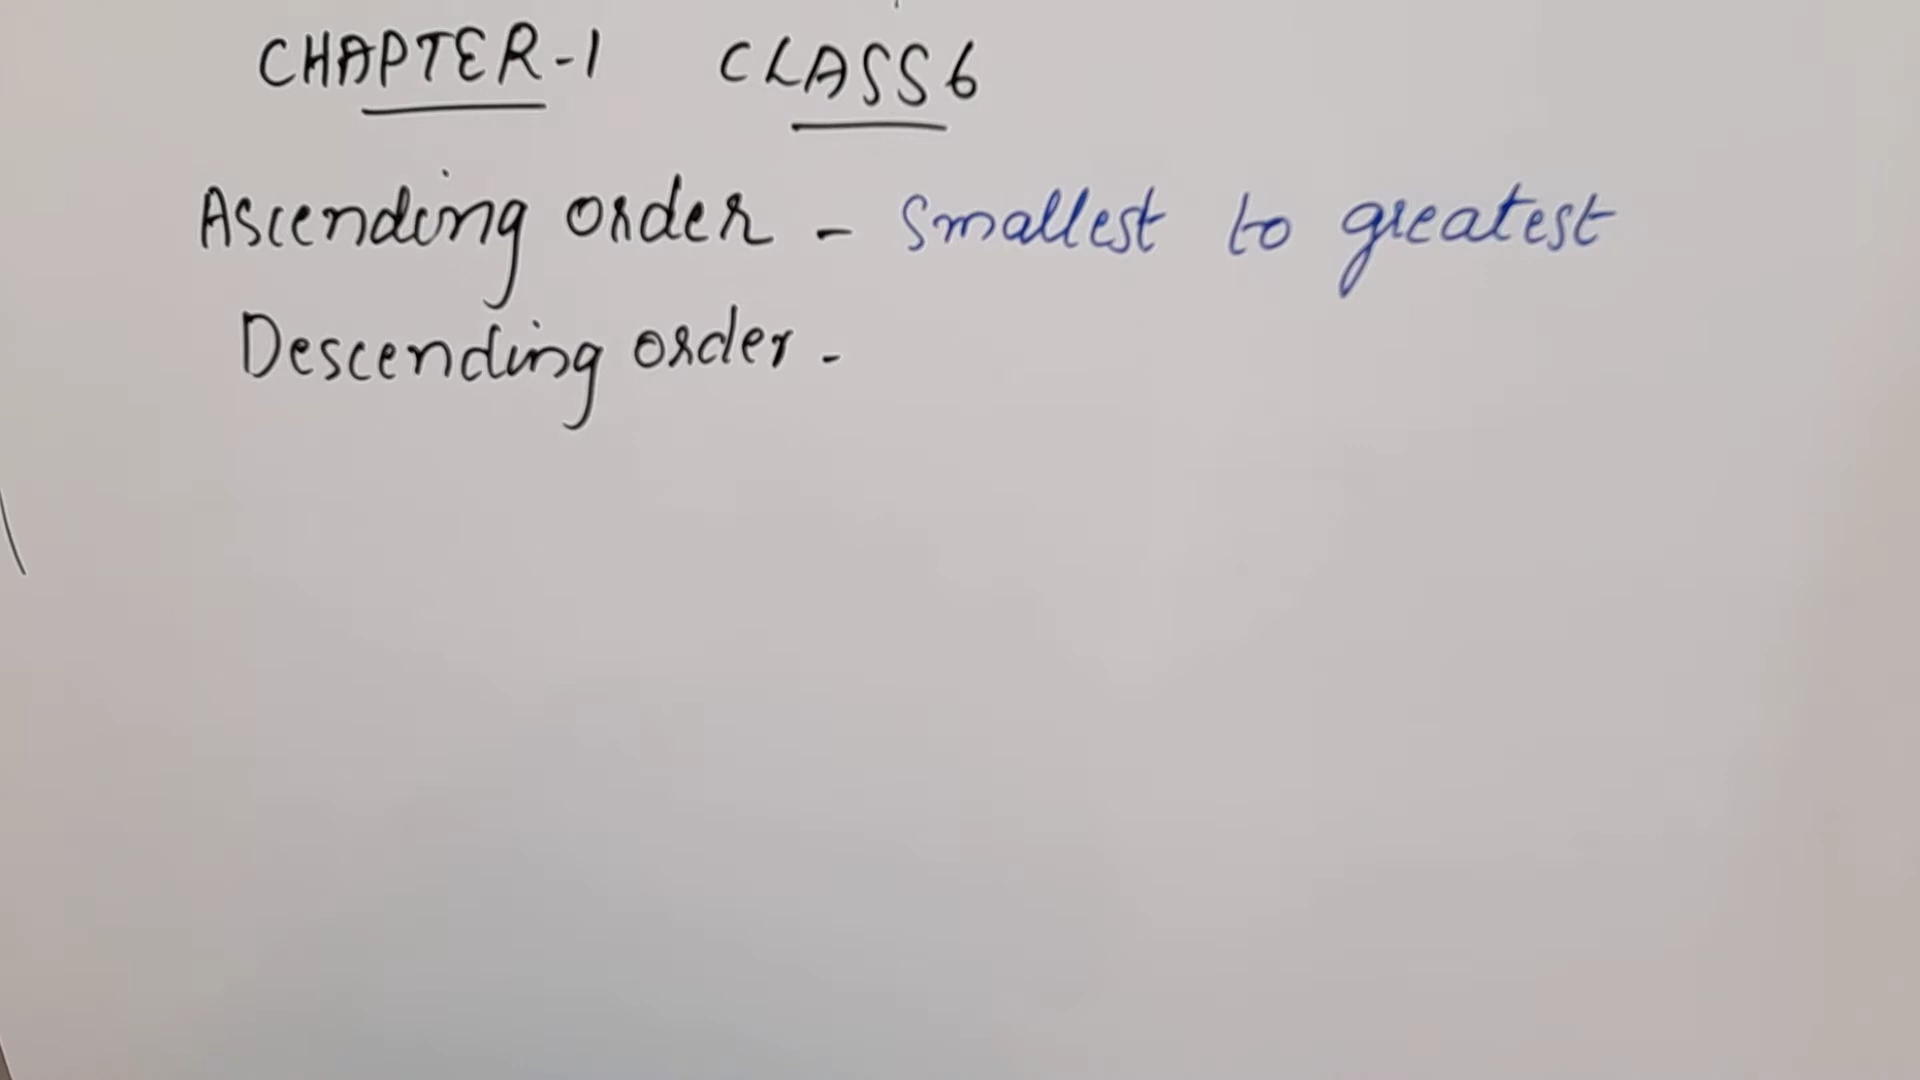 CHAPTER-1 CLASS 6
Ascending order - Smallest to greatest
Descending order -